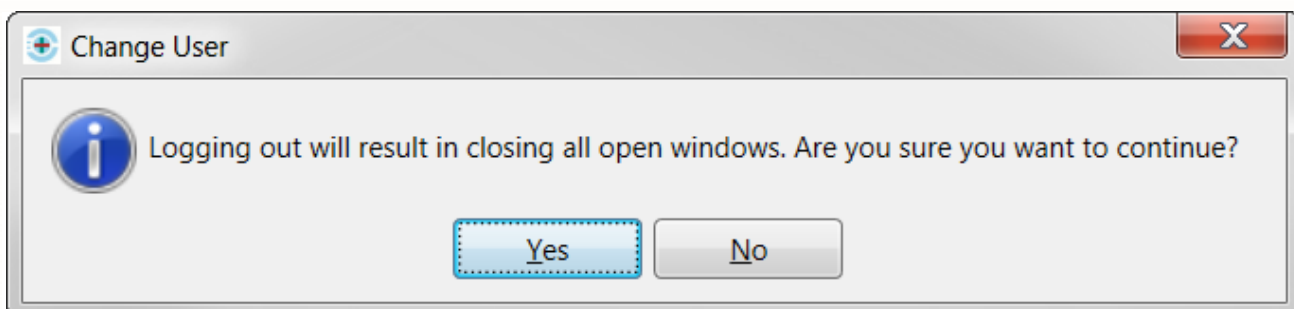 Change User
Logging out will result in closing all open windows. Are you sure you want to continue?
Yes
No